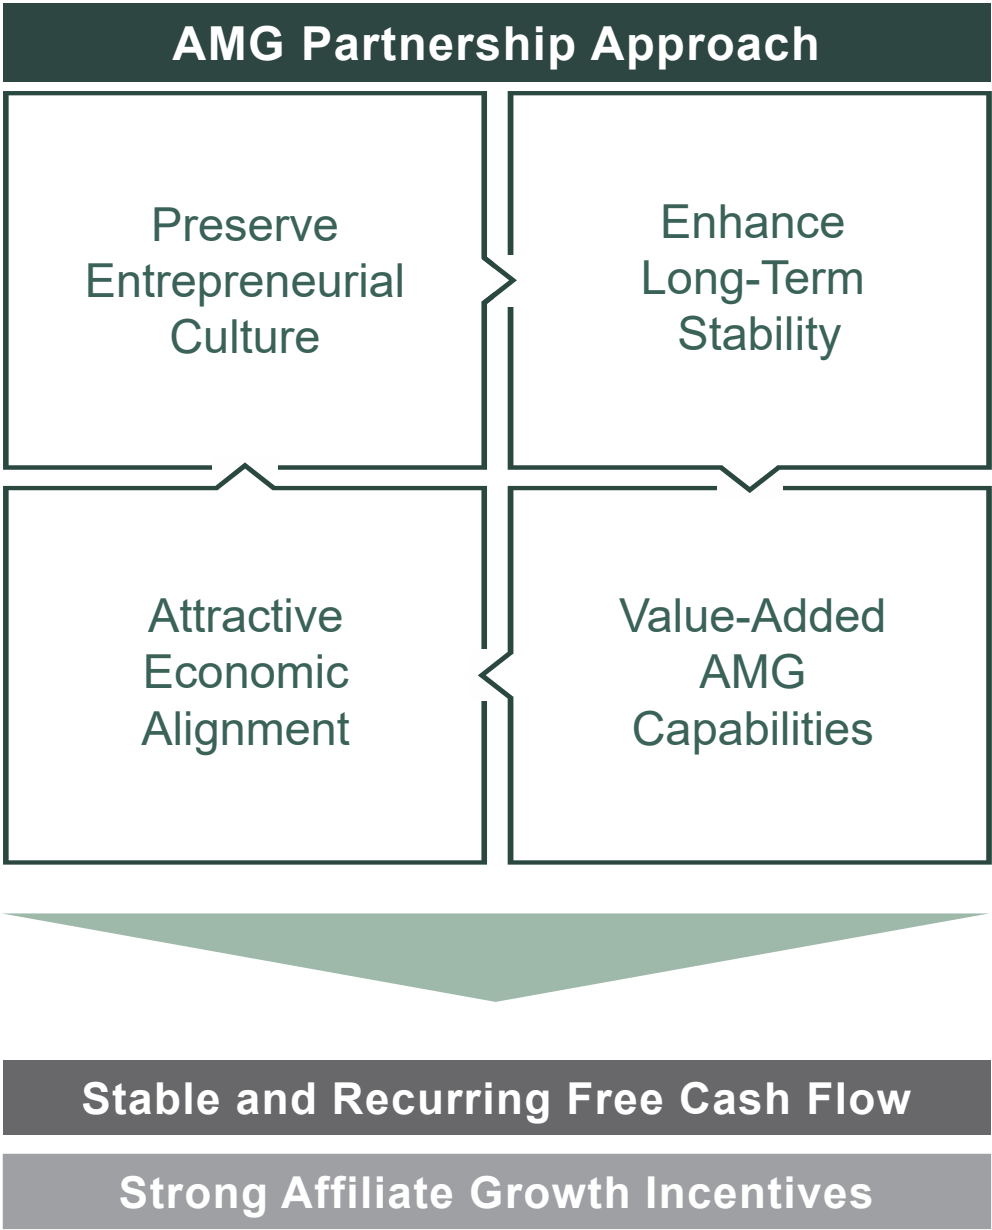 AMG Partnership Approach
Preserve
Entrepreneurial
Culture
Enhance
Long-Term
Stability
Attractive
Economic
Alignment
Value-Added
AMG
Capabilities
Stable and Recurring Free Cash Flow
Strong Affiliate Growth Incentives